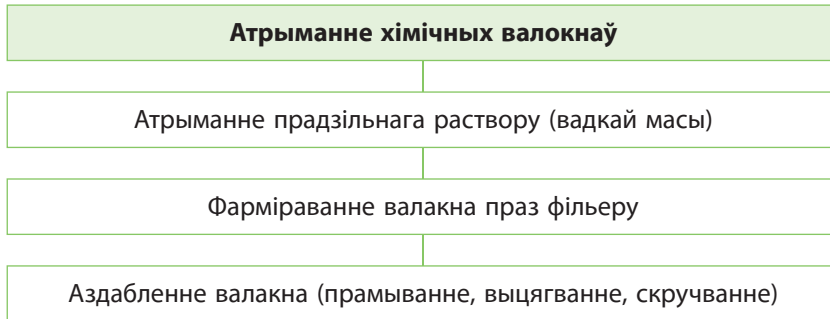 Атрыманне хімічных валокнаў
Атрыманне прадзільнага раствору (вадкай масы)
Фарміраванне валакна праз фільеру
Аздабленне валакна (прамыванне, выцягванне, скручванне)